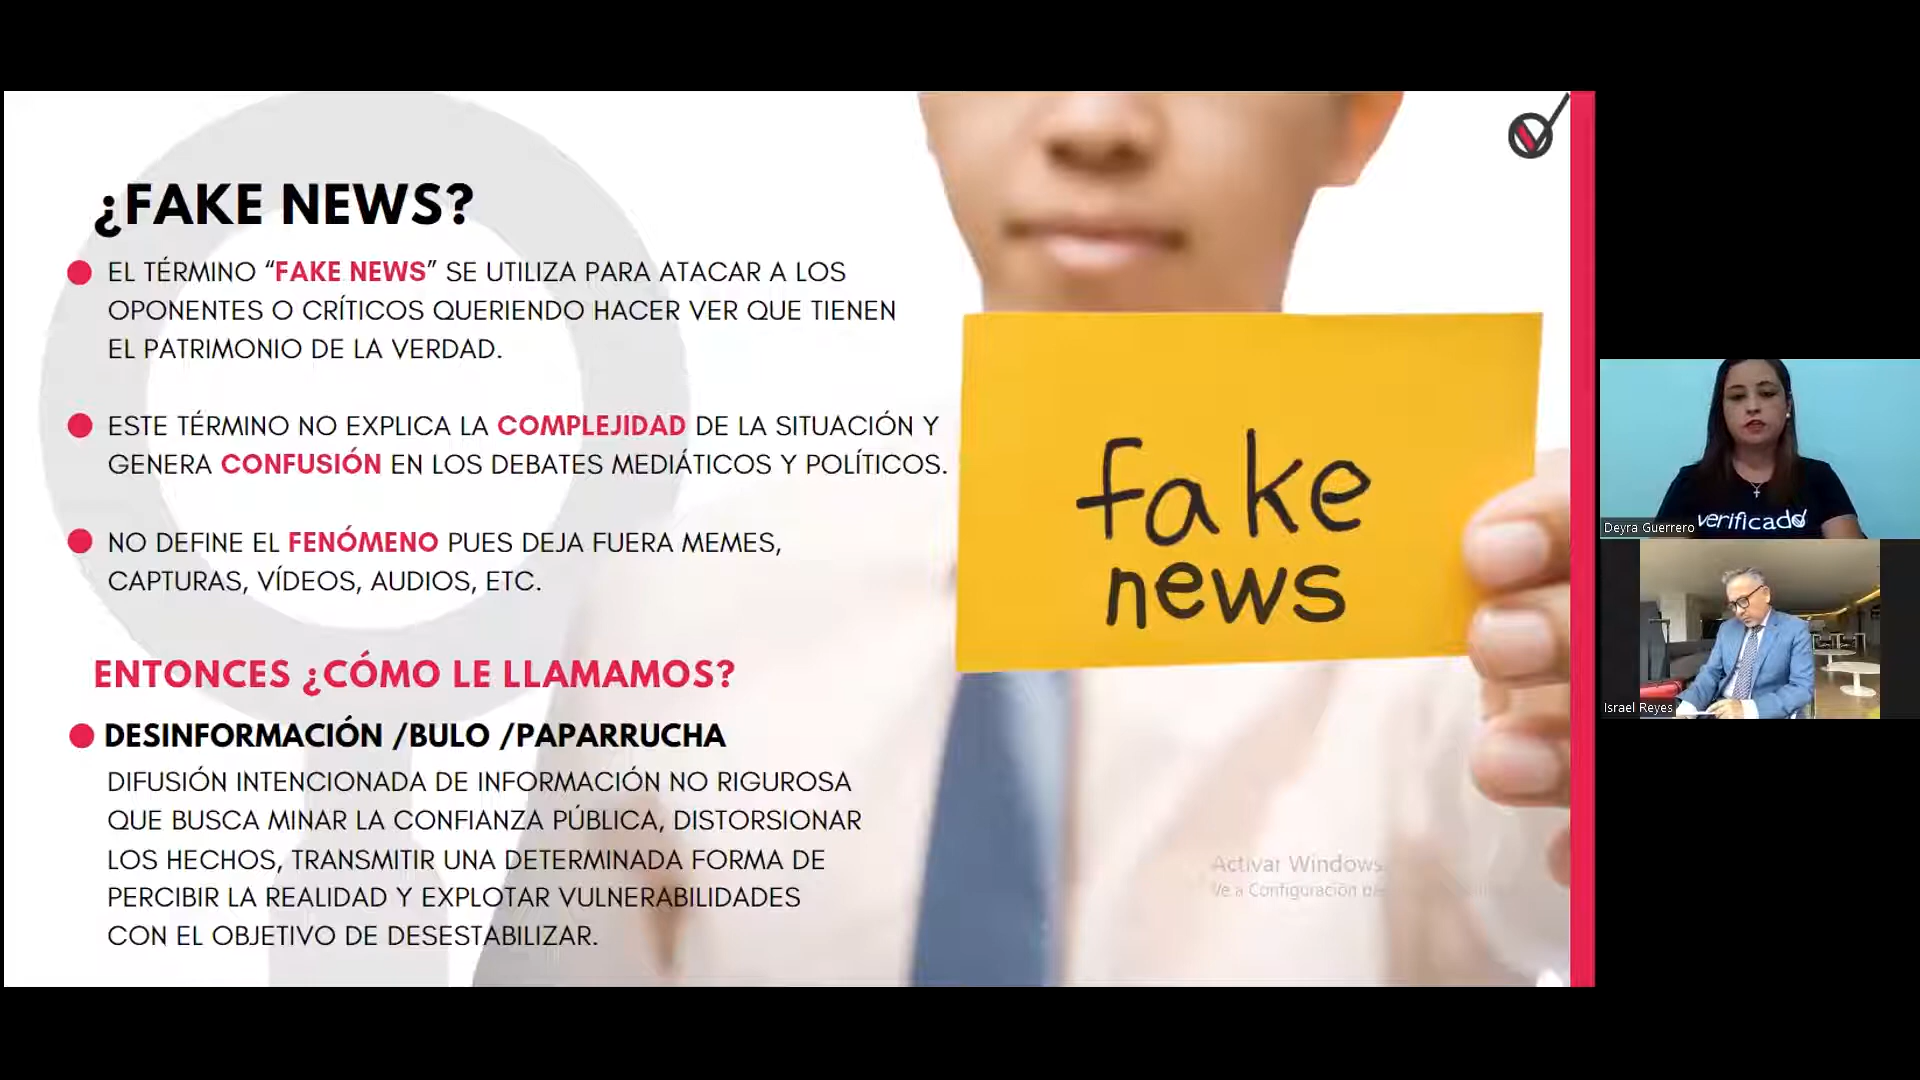 ¿FAKE NEWS?
EL TÉRMINO “FAKE NEWS” SE UTILIZA PARA ATACAR A LOS
OPONENTES O CRÍTICOS QUERIENDO HACER VER QUE TIENEN
EL PATRIMONIO DE LA VERDAD.
ESTE TÉRMINO NO EXPLICA LA COMPLEJIDAD DE LA SITUACIÓN Y
GENERA CONFUSIÓN EN LOS DEBATES MEDIÁTICOS Y POLÍTICOS.
NO DEFINE EL FENÓMENO PUES DEJA FUERA MEMES,
CAPTURAS, VÍDEOS, AUDIOS, ETC.
ENTONCES ¿CÓMO LE LLAMAMOS?
DESINFORMACIÓN /BULO /PAPARRUCHA
DIFUSIÓN INTENCIONADA DE INFORMACIÓN NO RIGUROSA
QUE BUSCA MINAR LA CONFIANZA PÚBLICA, DISTORSIONAR
LOS HECHOS, TRANSMITIR UNA DETERMINADA FORMA DE
PERCIBIR LA REALIDAD Y EXPLOTAR VULNERABILIDADES
CON EL OBJETIVO DE DESESTABILIZAR.
fake
news
Activar Windows
Ve a Configuración
verificado
Deyra Guerrero
Israel Reyes